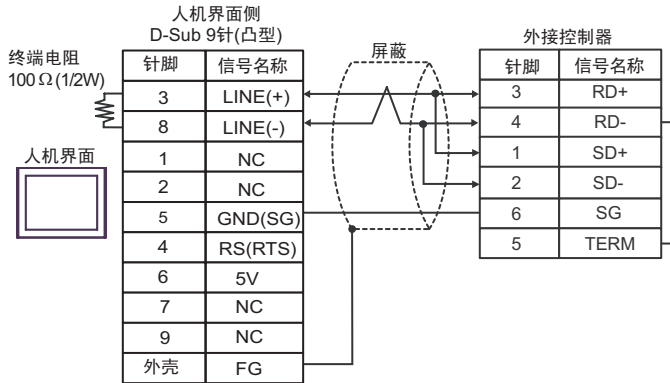 人机界面侧
D-Sub 9针(凸型)
终端电阻
100Ω(1/2W)
人机界面
针脚 信号名称
3 LINE(+)
8 LINE(-)
1 NC
2 NC
5 GND(SG)
4 RS(RTS)
6 5V
7 NC
9 NC
外壳 FG
屏蔽
外接控制器
针脚 信号名称
3 RD+
4 RD-
1 SD+
2 SD-
6 SG
5 TERM